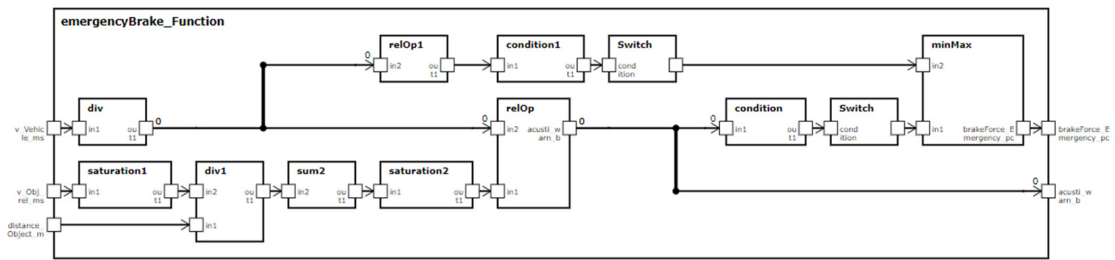 emergencyBrake_Function
relOp1
0
in2
ou
t1
condition1
in1
ou
t1
Switch
cond
ition
minMax
in2
in1
brakeForce_E
mergency_pc
brakeForce_E
mergency_pc
v_Vehic
le_ms
div
in1
ou
t1
0
relOp
0
in2
in1
acusti_w
arn_b
0
condition
0
in1
ou
t1
Switch
cond
ition
v_Obj_
rel_ms
saturation1
in1
ou
t1
div1
in2
in1
ou
t1
sum2
in2
ou
t1
saturation2
in1
ou
t1
0
acusti_w
arn_b
distance_
Object_m